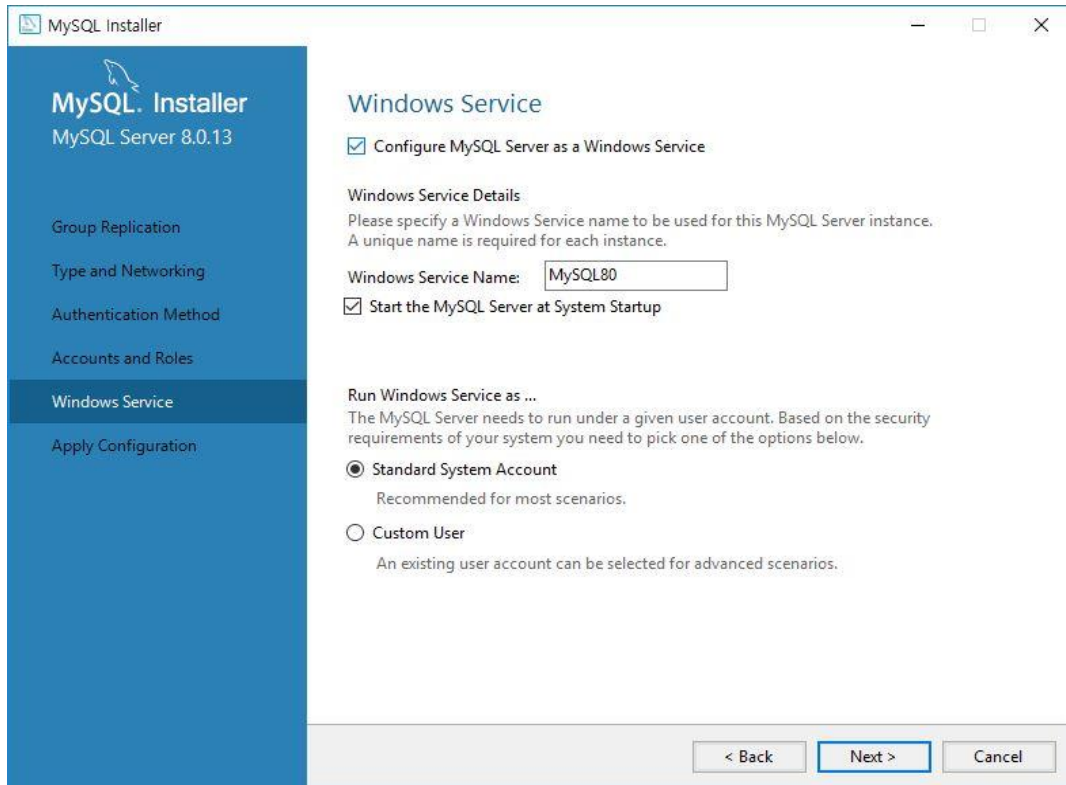 MySQL Installer
MySQL. Installer
MySQL Server 8.0.13
Group Replication
Type and Networking
Authentication Method
Accounts and Roles
Windows Service
Apply Configuration
Windows Service
Configure MySQL Server as a Windows Service
Windows Service Details
Please specify a Windows Service name to be used for this MySQL Server instance.
A unique name is required for each instance.
Windows Service Name: MySQL80
Start the MySQL Server at System Startup
Run Windows Service as ...
The MySQL Server needs to run under a given user account. Based on the security
requirements of your system you need to pick one of the options below.
Standard System Account
Recommended for most scenarios.
Custom User
An existing user account can be selected for advanced scenarios.
< Back Next > Cancel